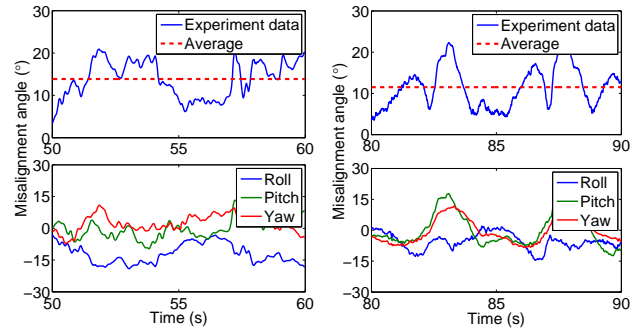 Misalignment angle (°)
30
20
10
0
50
55
60
Experiment data
Average
Misalignment angle (°)
30
20
10
0
80
85
90
Experiment data
Average
30
15
0
−15
−30
50
55
60
Time (s)
Roll
Pitch
Yaw
30
15
0
−15
−30
80
85
90
Time (s)
Roll
Pitch
Yaw